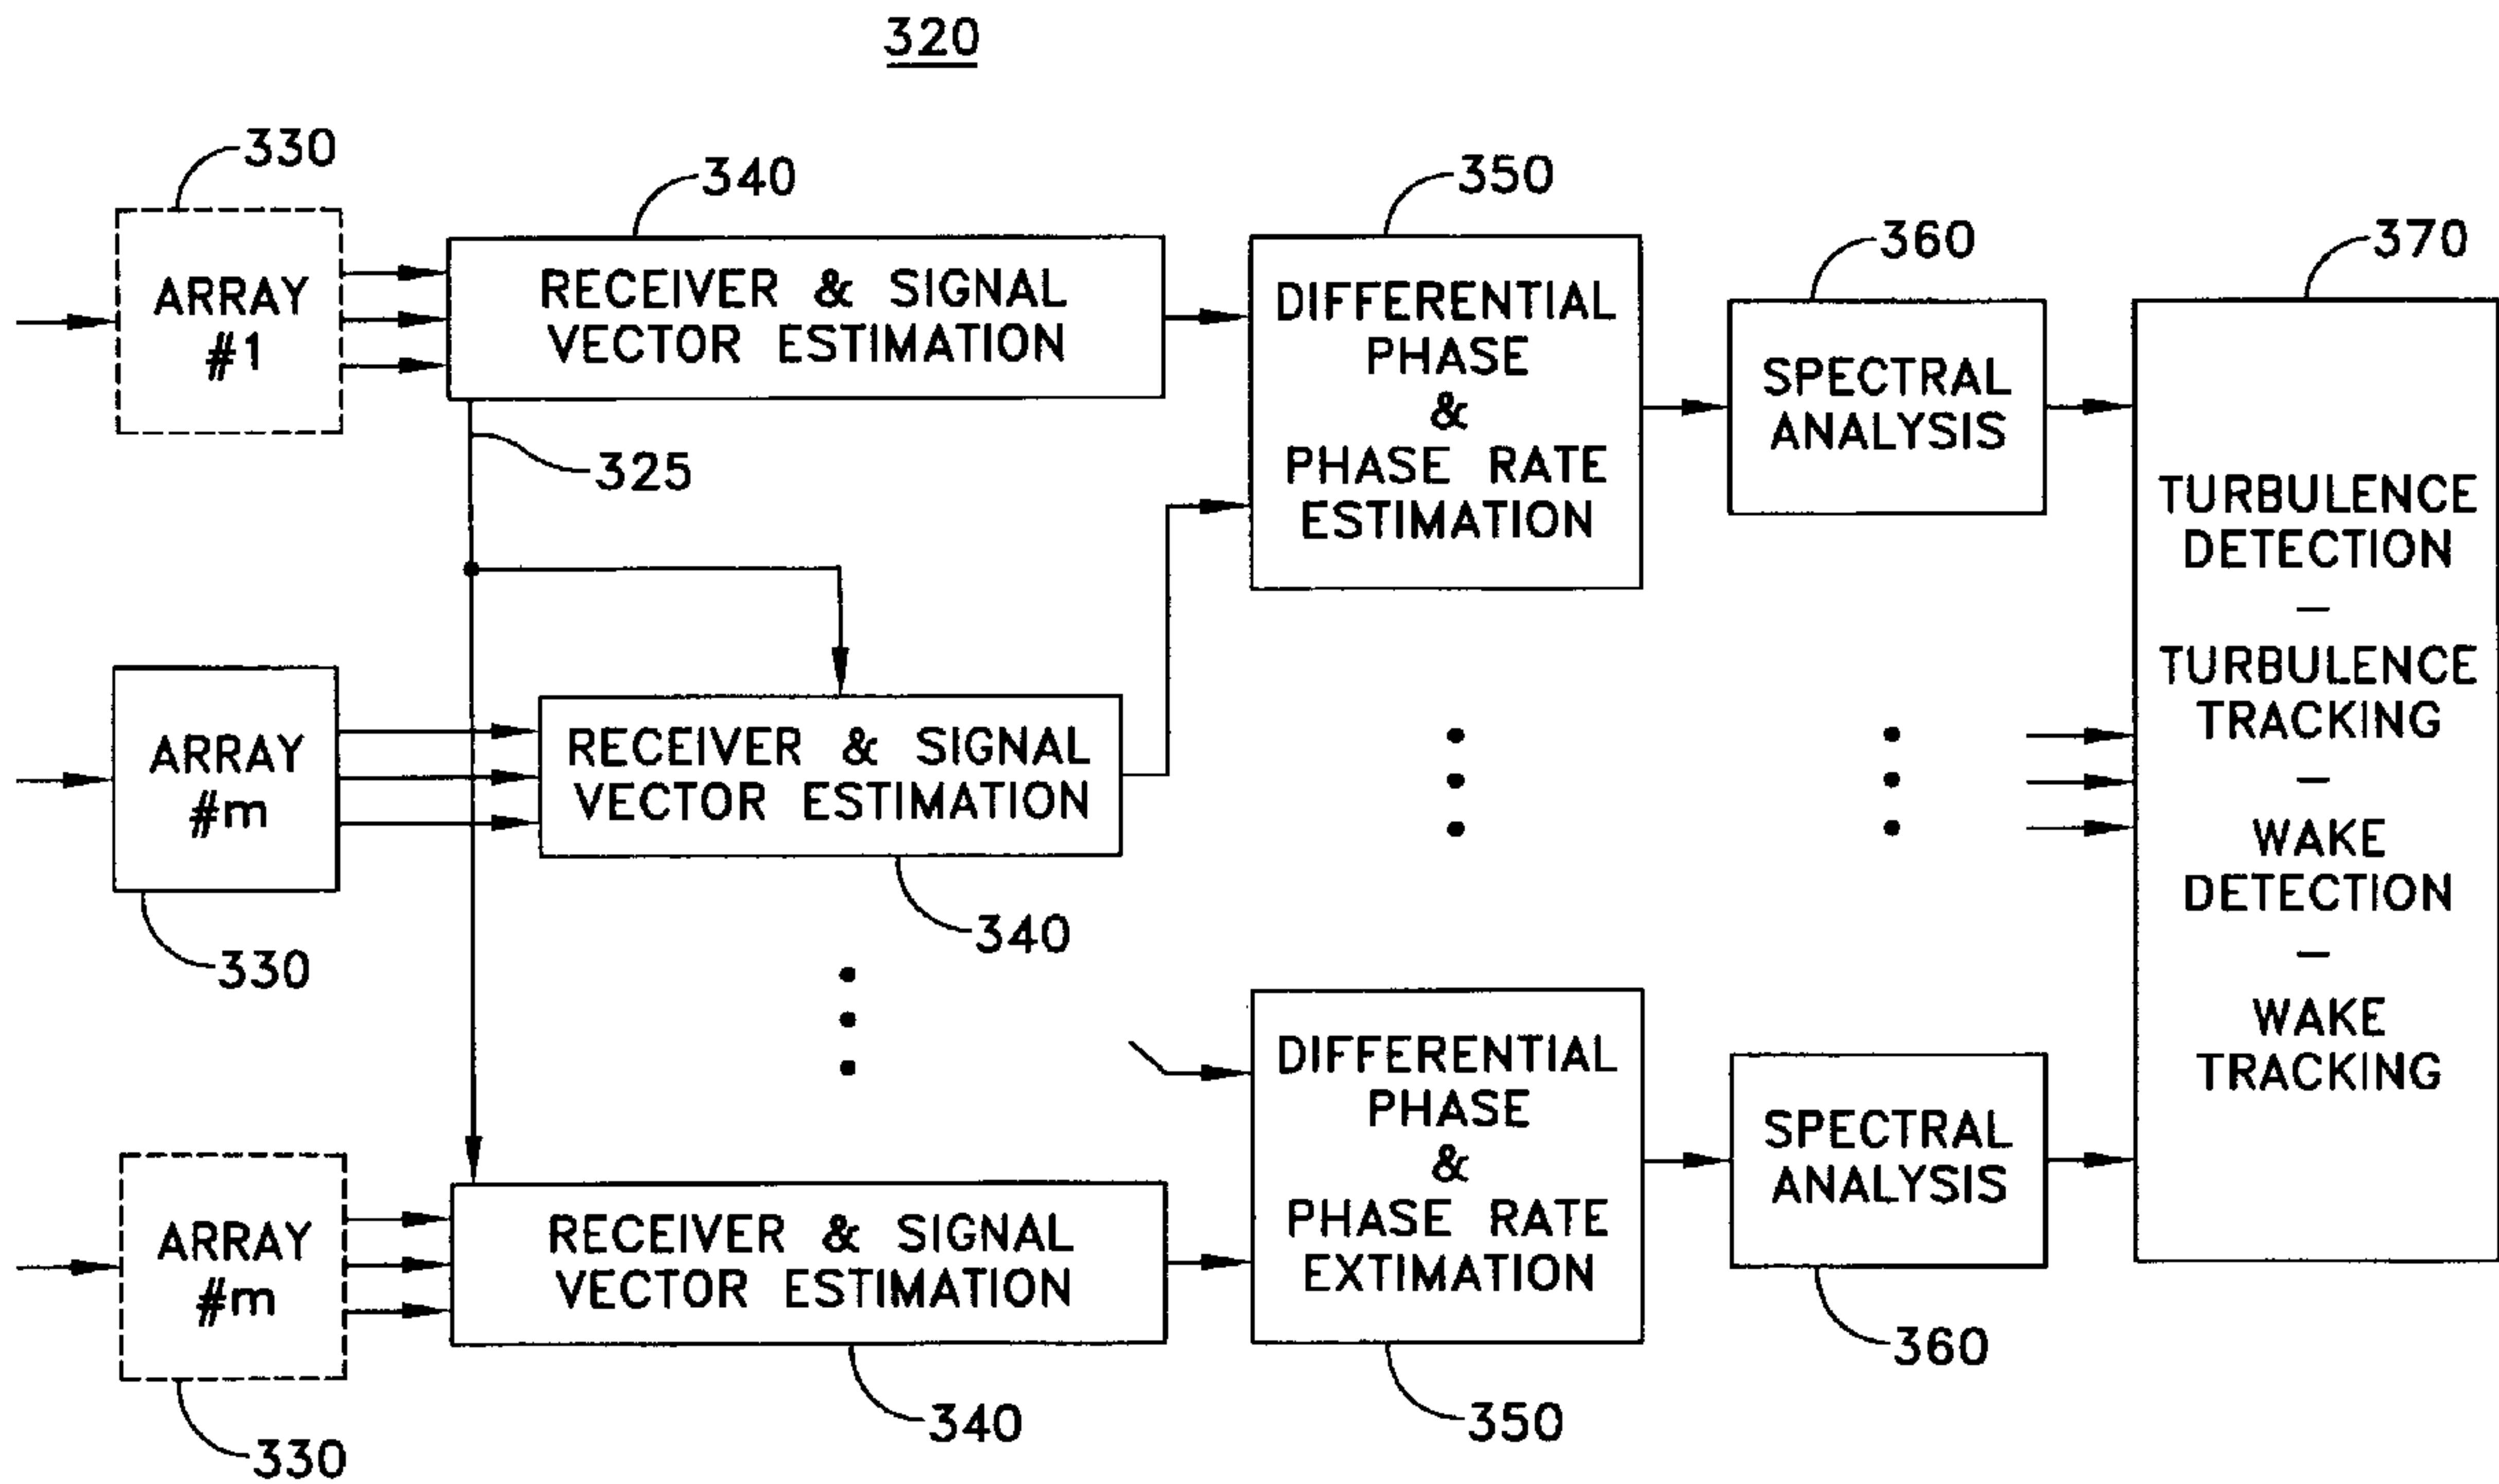 320
330
340
350
360
370
ARRAY
#1
RECEIVER & SIGNAL
VECTOR ESTIMATION
DIFFERENTIAL
PHASE
&
PHASE RATE
ESTIMATION
SPECTRAL
ANALYSIS
325
TURBULENCE
DETECTION
–
TURBULENCE
TRACKING
–
WAKE
DETECTION
–
WAKE
TRACKING
ARRAY
#m
RECEIVER & SIGNAL
VECTOR ESTIMATION
330
340
DIFFERENTIAL
PHASE
&
PHASE RATE
EXTIMATION
SPECTRAL
ANALYSIS
ARRAY
#m
RECEIVER & SIGNAL
VECTOR ESTIMATION
330
340
350
360